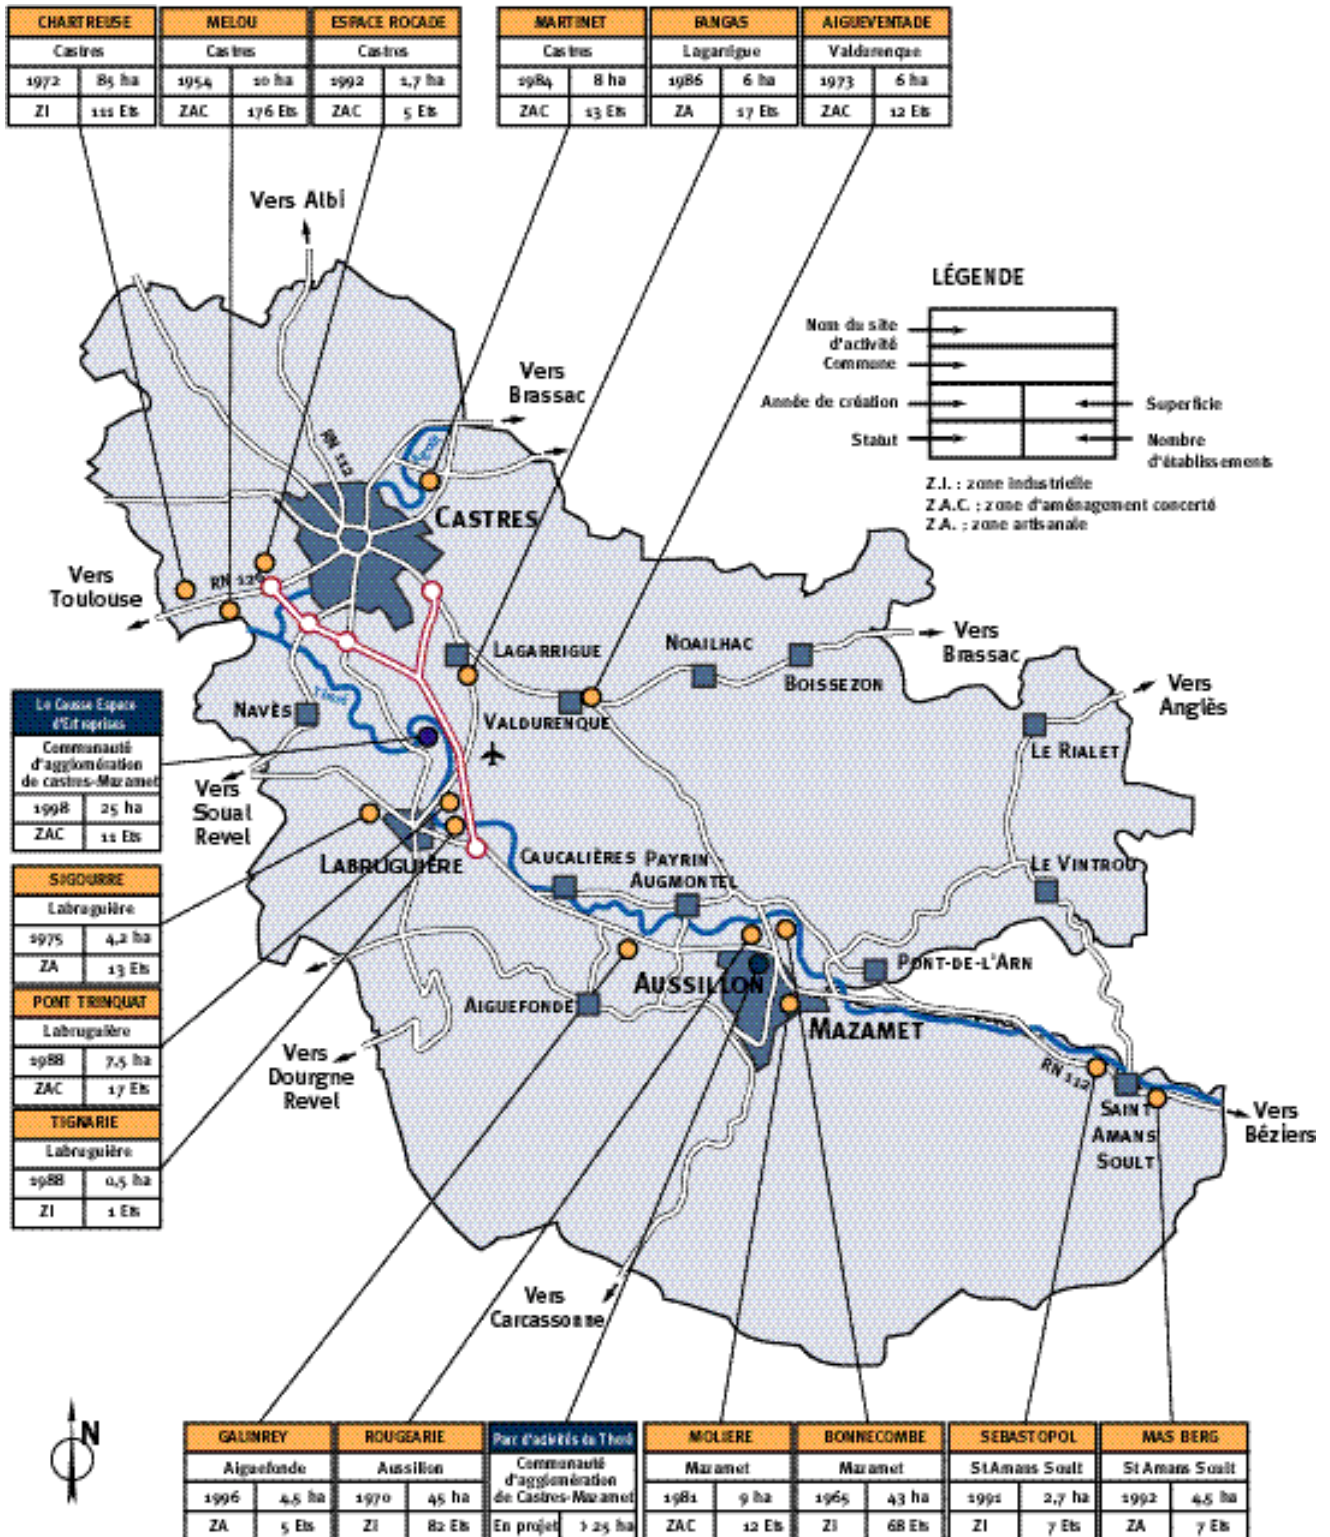 CHARTREUSE
Castres
1972 85 ha
ZI 111 Ets
MELOU
Castres
1954 10 ha
ZAC 176 Ets
ESPACE ROCADE
Castres
1992 1,7 ha
ZAC 5 Ets
MARTINET
Castres
1984 8 ha
ZAC 13 Ets
BANGAS
Lagarrigue
1986 6 ha
ZA 17 Ets
AIGUEVENTADE
Valdurenque
1973 6 ha
ZAC 12 Ets
Vers Albi
LÉGENDE
Nom du site
d'activité
Commune
Année de création
Superficie
Statut
Nombre
d'établissements
Z.I. : zone industrielle
Z.A.C. : zone d'aménagement concerté
Z.A. : zone artisanale
Vers
Brassac
RN 112
CASTRES
Vers
Toulouse
RN 126
LAGARRIGUE
NOAILHAC
BOISSEZON
Vers
Brassac
Vers
Anglès
NAVÈS
VALDURENQUE
LE RIALET
Le Causse Espace
d'Entreprises
Communauté
d'agglomération
de castres-Mazamet
1998 25 ha
ZAC 11 Ets
Vers
Soual
Revel
LABRUGUIÈRE
CAUCALIÈRES
PAYRIN-
AUGMONTEL
LE VINTROU
SIGOURRE
Labruguière
1975 4,2 ha
ZA 13 Ets
PONT TRINQUAT
Labruguière
1988 7,5 ha
ZAC 17 Ets
TIGNARIE
Labruguière
1988 0,5 ha
ZI 1 Ets
AIGUEFONDE
AUSSILLON
PONT-DE-L'ARN
MAZAMET
Vers
Dourgne
Revel
RN 112
SAINT
AMANS
SOULT
Vers
Béziers
Vers
Carcassonne
N
GALINREY
Aiguefonde
1996 4,5 ha
ZA 5 Ets
ROUGEARIE
Aussillon
1970 45 ha
ZI 82 Ets
Parc d'activités du Thoré
Communauté
d'agglomération
de Castres-Mazamet
En projet > 25 ha
MOLIERE
Mazamet
1981 9 ha
ZAC 12 Ets
BONNECOMBE
Mazamet
1965 43 ha
ZI 68 Ets
SEBASTOPOL
St Amans Soult
1991 2,7 ha
ZI 7 Ets
MAS BERG
St Amans Soult
1992 4,5 ha
ZA 7 Ets